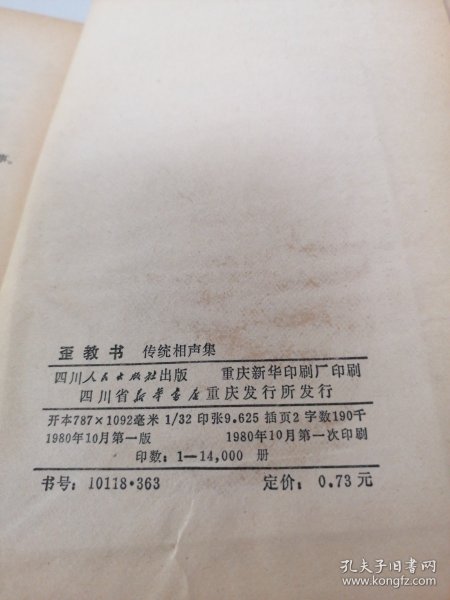 事。
歪教书 传统相声集
四川人民出版社出版 重庆新华印刷厂印刷
四川省新华书店重庆发行所发行
开本787×1092毫米 1/32 印张9.625 插页2 字数190千
1980年10月第一版 1980年10月第一次印刷
印数：1—14,000 册
书号：10118·363 定价：0.73元
孔夫子旧书网
www.kongfz.com